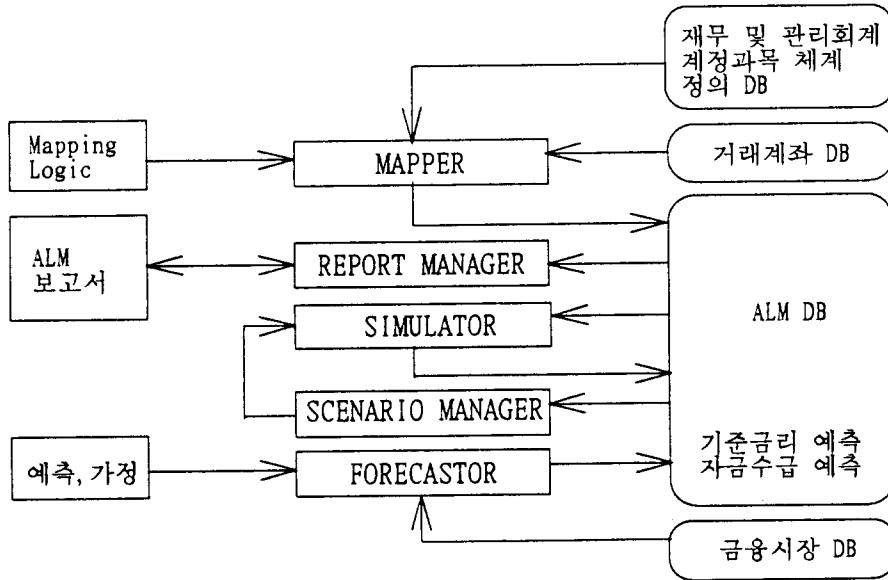 재무 및 관리회계
계정과목 체계
정의 DB
Mapping
Logic
MAPPER
거래계좌 DB
ALM
보고서
REPORT MANAGER
SIMULATOR
ALM DB
SCENARIO MANAGER
기준금리 예측
자금수급 예측
예측, 가정
FORECASTOR
금융시장 DB